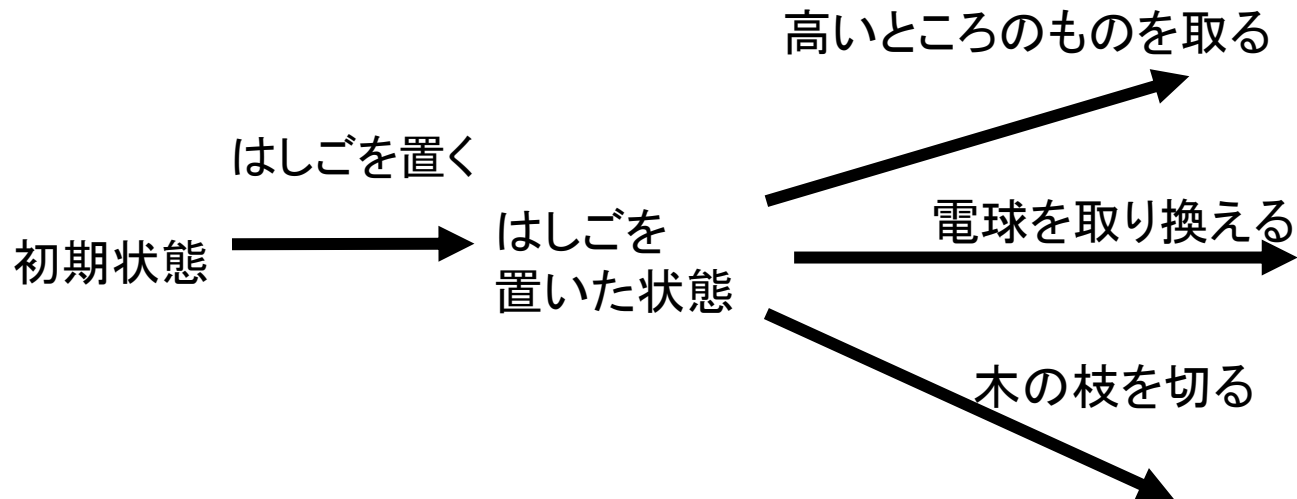 高いところのものを取る
はしごを置く
初期状態
はしごを
置いた状態
電球を取り換える
木の枝を切る